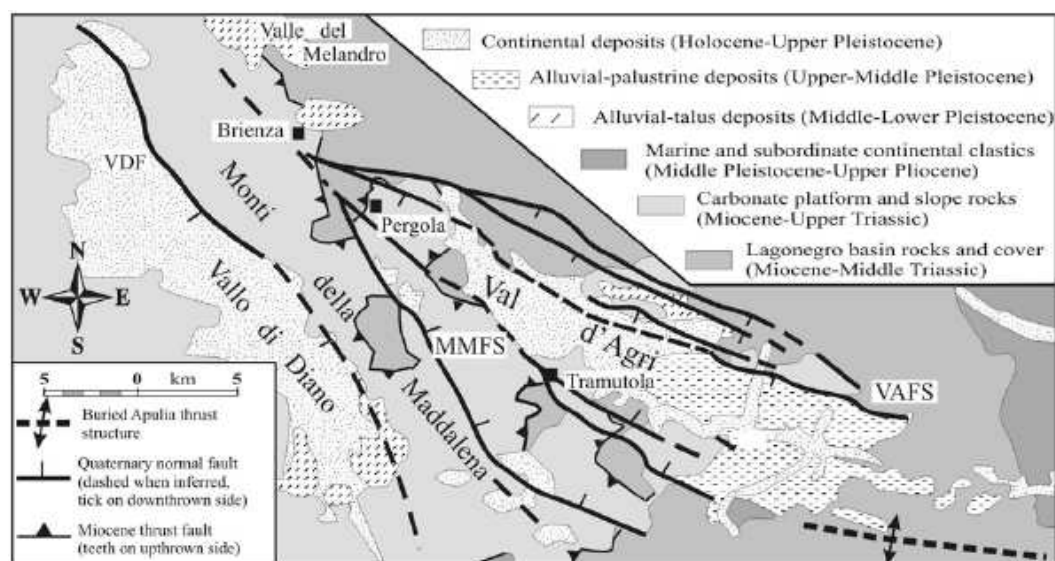 Valle del
Melandro
Brienza
VDF
Monti
Pergola
N
W E
S
Vallo
di
Diano
della
MMFS
Maddalena
Val
d'Agri
Tramutola
VAFS
Continental deposits (Holocene-Upper Pleistocene)
Alluvial-palustrine deposits (Upper-Middle Pleistocene)
Alluvial-talus deposits (Middle-Lower Pleistocene)
Marine and subordinate continental clastics
(Middle Pleistocene-Upper Pliocene)
Carbonate platform and slope rocks
(Miocene-Upper Triassic)
Lagonegro basin rocks and cover
(Miocene-Middle Triassic)
5 0 km 5
Buried Apulia thrust
structure
Quaternary normal fault
(dashed when inferred,
tick on downthrown side)
Miocene thrust fault
(teeth on upthrown side)